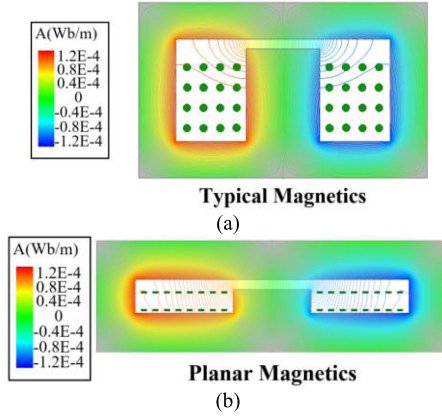 A(Wb/m)
1.2E-4
0.8E-4
0.4E-4
0
-0.4E-4
-0.8E-4
-1.2E-4
Typical Magnetics
(a)
A(Wb/m)
1.2E-4
0.8E-4
0.4E-4
0
-0.4E-4
-0.8E-4
-1.2E-4
Planar Magnetics
(b)